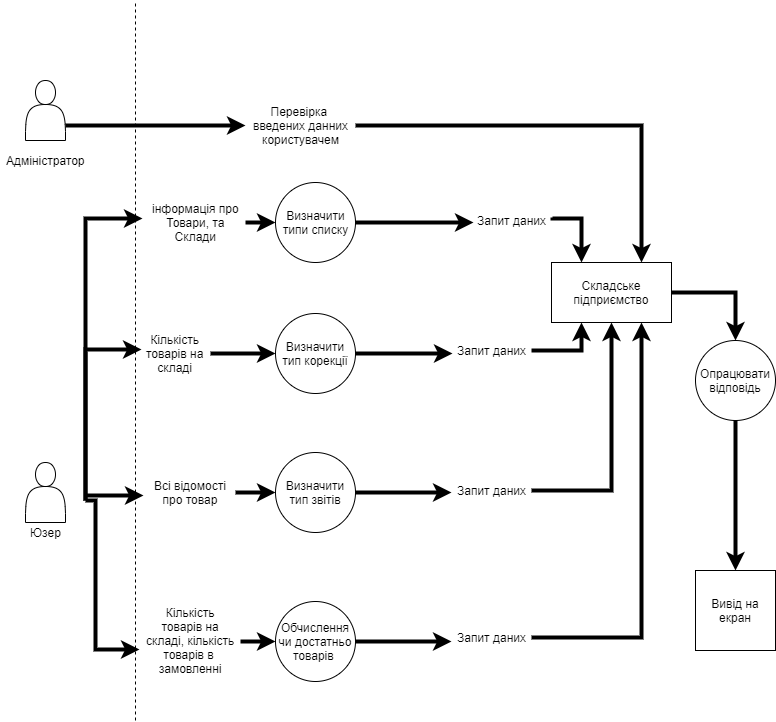 Перевірка
введених данних
користувачем
Адміністратор
інформація про
Товари, та
Склади
Визначити
типи списку
Запит даних
Складське
підприємство
Кількість
товарів на
складі
Визначити
тип корекції
Запит даних
Опрацювати
відповідь
Всі відомості
про товар
Визначити
тип звітів
Запит даних
Юзер
Кількість
товарів на
складі, кількість
товарів в
замовленні
Обчислення
чи достатньо
товарів
Запит даних
Вивід на
екран